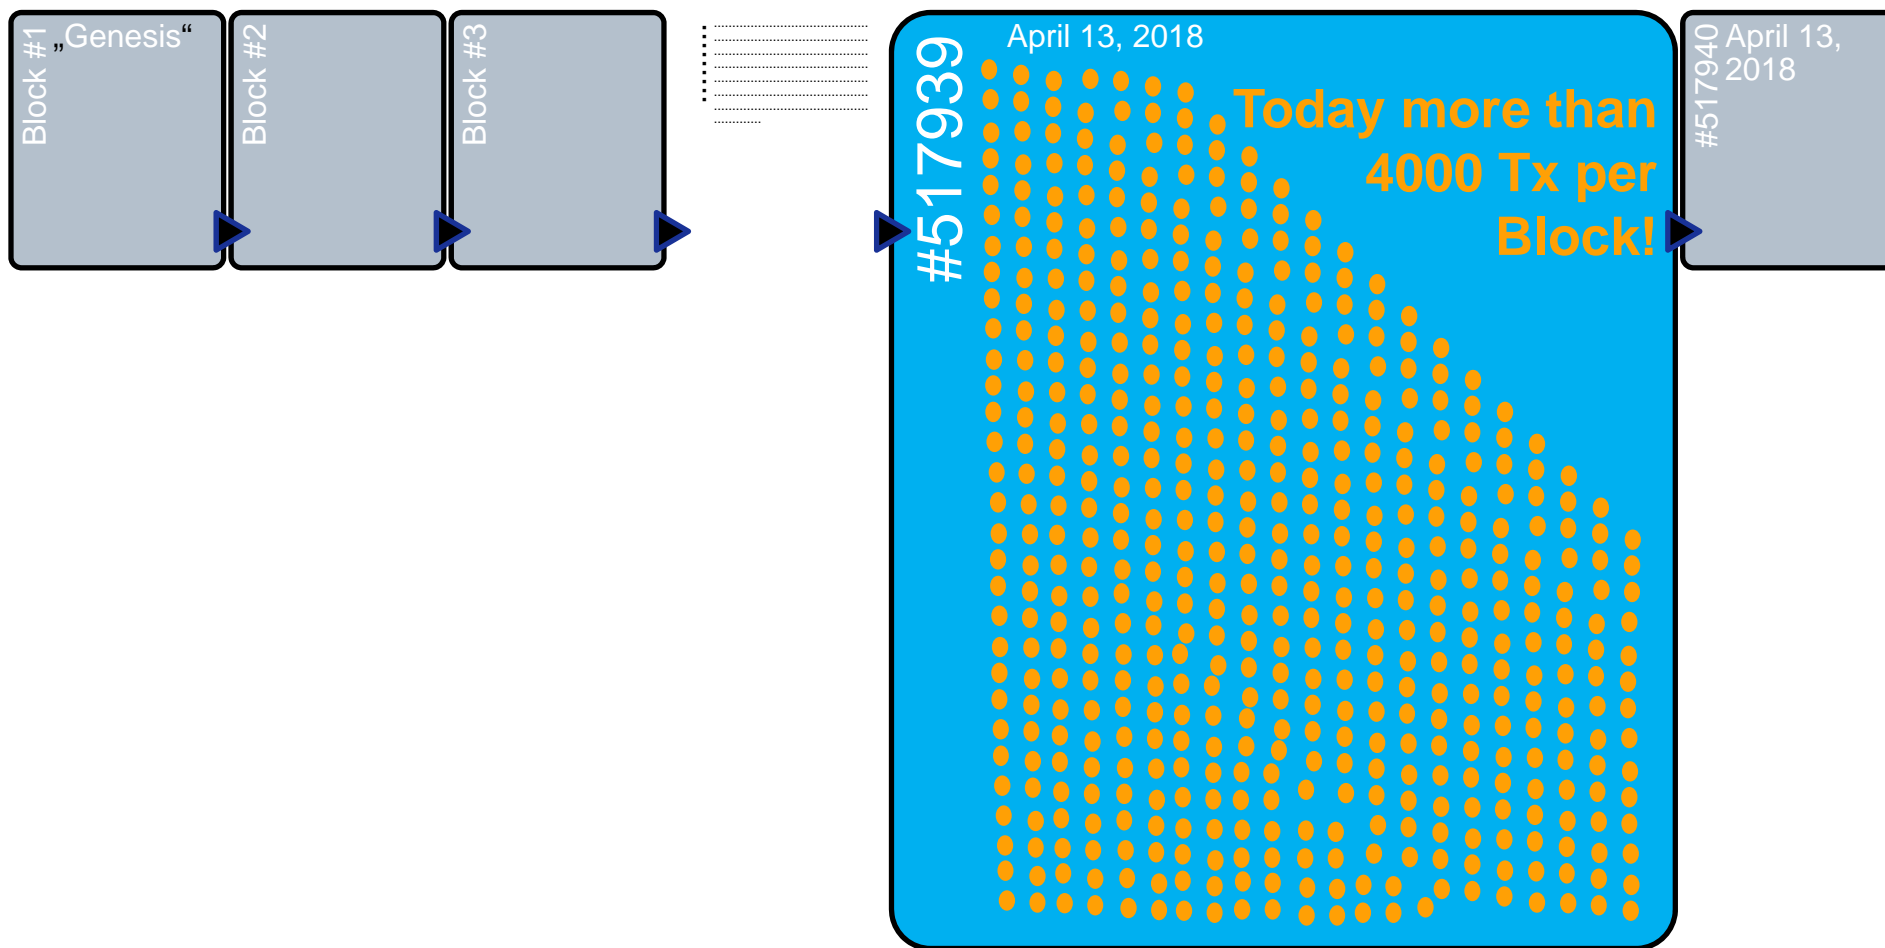 Block #1
„Genesis“
Block #2
Block #3
#517939
April 13, 2018
Today more than
4000 Tx per
Block!
#517940
April 13,
2018